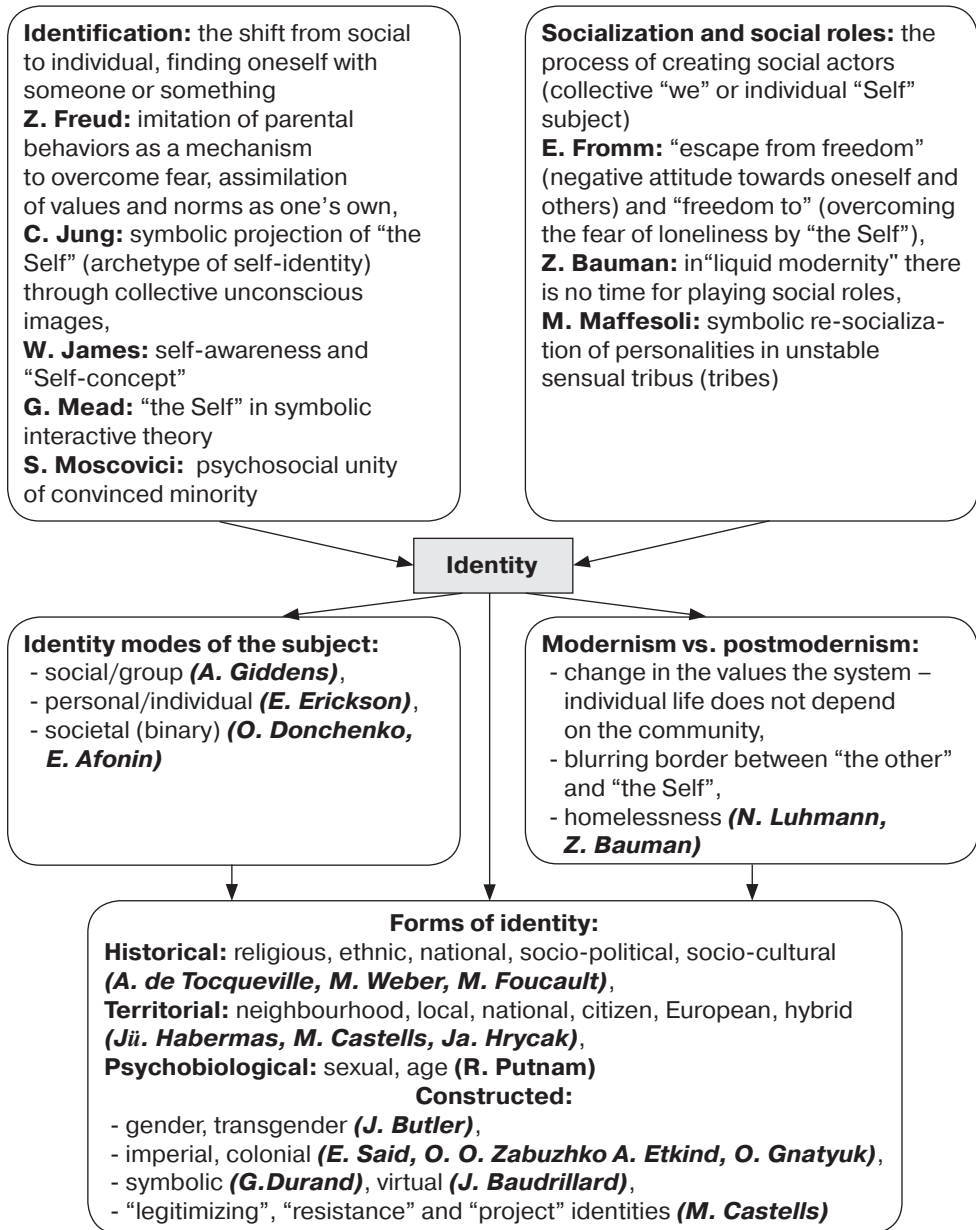 Identification: the shift from social
to individual, finding oneself with
someone or something
Z. Freud: imitation of parental
behaviors as a mechanism
to overcome fear, assimilation
of values and norms as one's own,
C. Jung: symbolic projection of “the
Self” (archetype of self-identity)
through collective unconscious
images,
W. James: self-awareness and
“Self-concept”
G. Mead: “the Self” in symbolic
interactive theory
S. Moscovici: psychosocial unity
of convinced minority
Socialization and social roles: the
process of creating social actors
(collective “we” or individual “Self”
subject)
E. Fromm: “escape from freedom”
(negative attitude towards oneself and
others) and “freedom to” (overcoming
the fear of loneliness by “the Self”),
Z. Bauman: in“liquid modernity" there
is no time for playing social roles,
M. Maffesoli: symbolic re-socializa-
tion of personalities in unstable
sensual tribus (tribes)
Identity
Identity modes of the subject:
- social/group (A. Giddens),
- personal/individual (E. Erickson),
- societal (binary) (O. Donchenko,
E. Afonin)
Modernism vs. postmodernism:
- change in the values the system –
individual life does not depend
on the community,
- blurring border between “the other”
and “the Self”,
- homelessness (N. Luhmann,
Z. Bauman)
Forms of identity:
Historical: religious, ethnic, national, socio-political, socio-cultural
(A. de Tocqueville, M. Weber, M. Foucault),
Territorial: neighbourhood, local, national, citizen, European, hybrid
(Jü. Habermas, M. Castells, Ja. Hrycak),
Psychobiological: sexual, age (R. Putnam)
Constructed:
- gender, transgender (J. Butler),
- imperial, colonial (E. Said, O. O. Zabuzhko A. Etkind, O. Gnatyuk),
- symbolic (G.Durand), virtual (J. Baudrillard),
- “legitimizing”, “resistance” and “project” identities (M. Castells)